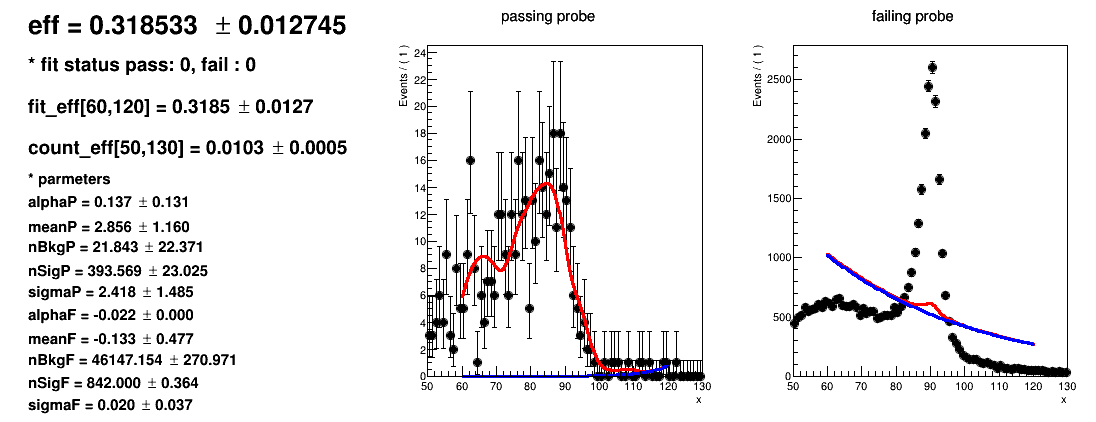 eff = 0.318533 ± 0.012745
* fit status pass: 0, fail : 0
fit_eff[60,120] = 0.3185 ± 0.0127
count_eff[50,130] = 0.0103 ± 0.0005
* parmeters
alphaP = 0.137 ± 0.131
meanP = 2.856 ± 1.160
nBkgP = 21.843 ± 22.371
nSigP = 393.569 ± 23.025
sigmaP = 2.418 ± 1.485
alphaF = -0.022 ± 0.000
meanF = -0.133 ± 0.477
nBkgF = 46147.154 ± 270.971
nSigF = 842.000 ± 0.364
sigmaF = 0.020 ± 0.037
passing probe
Events / ( 1 )
24
22
20
18
16
14
12
10
8
6
4
2
0
50 60 70 80 90 100 110 120 130
x
failing probe
Events / ( 1 )
2500
2000
1500
1000
500
0
50 60 70 80 90 100 110 120 130
x